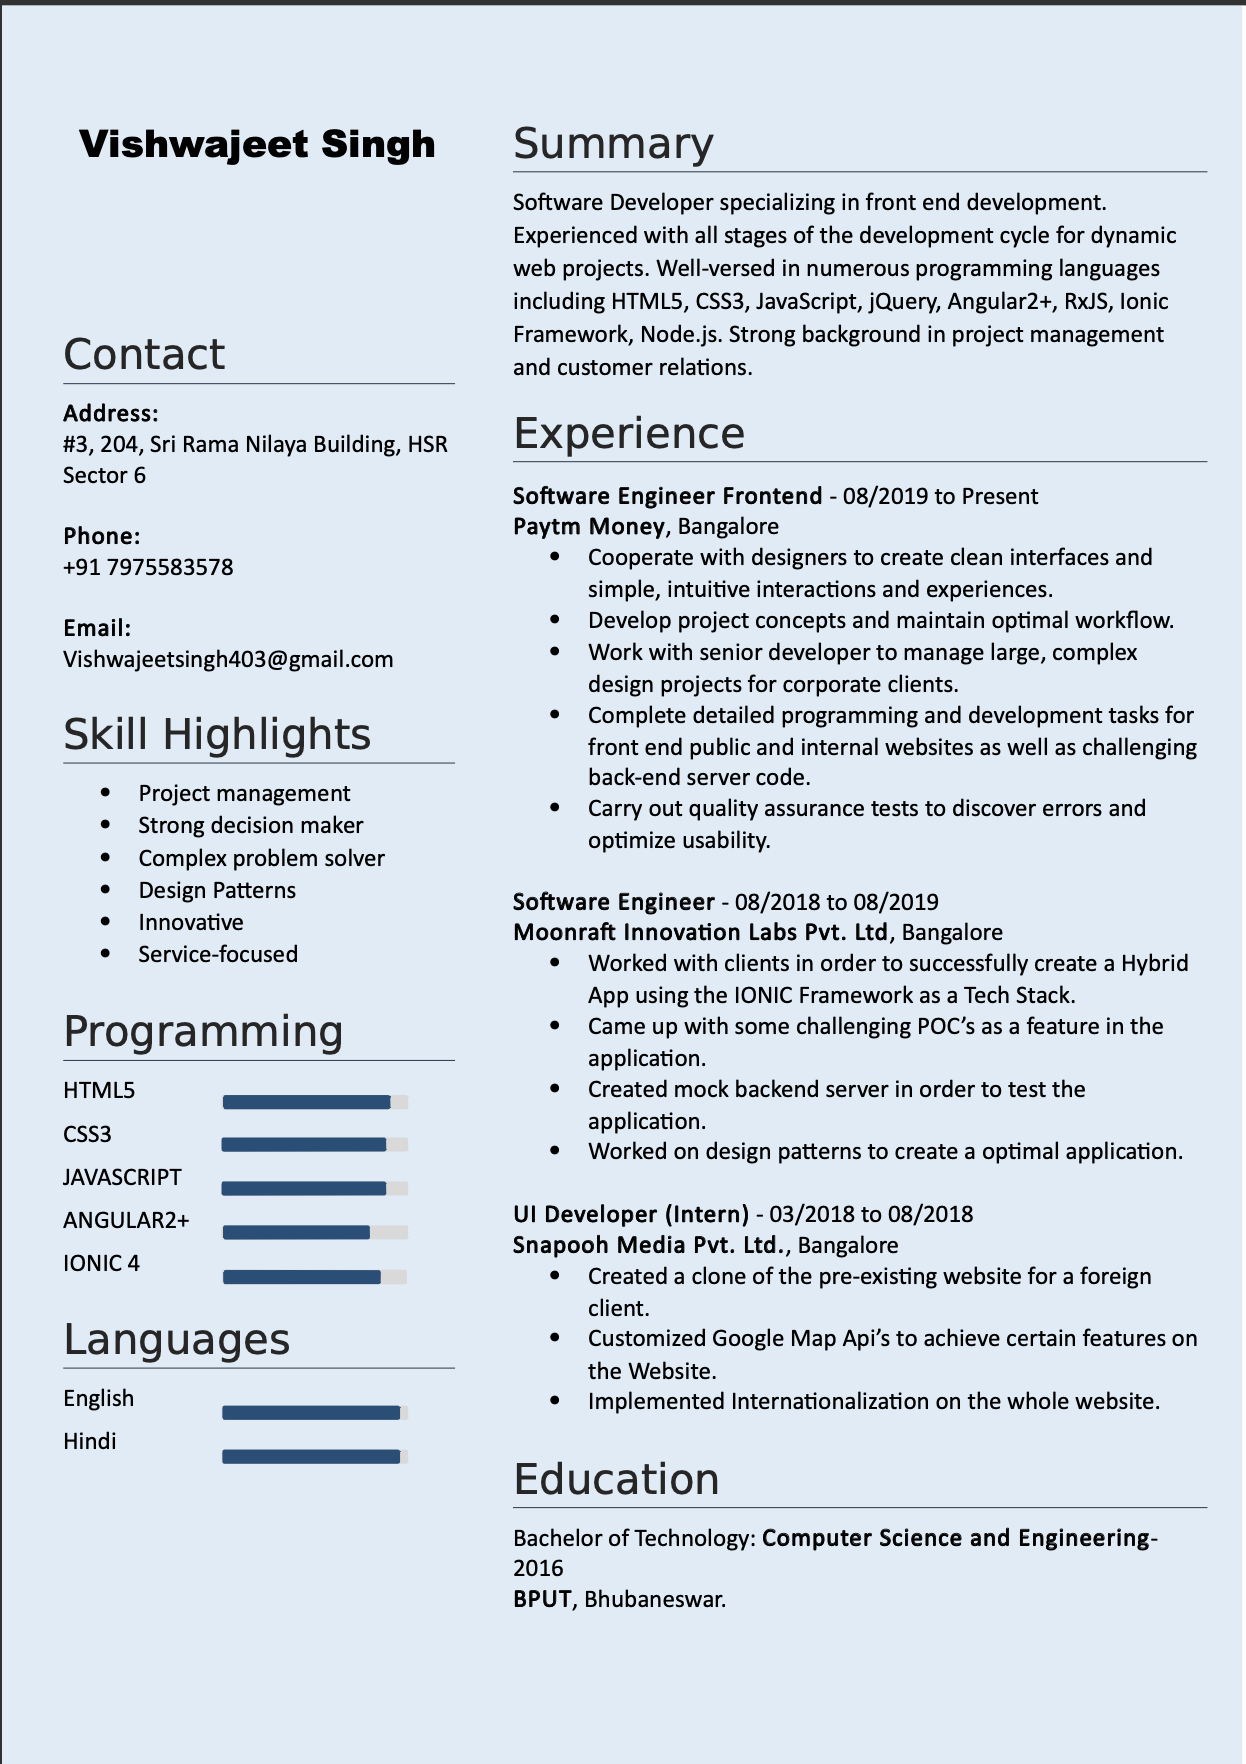 Vishwajeet Singh
Contact
Address:
#3, 204, Sri Rama Nilaya Building, HSR
Sector 6
Phone:
+91 7975583578
Email:
Vishwajeetsingh403@gmail.com
Skill Highlights
• Project management
• Strong decision maker
• Complex problem solver
• Design Patterns
• Innovative
• Service-focused
Programming
HTML5
CSS3
JAVASCRIPT
ANGULAR2+
IONIC 4
Languages
English
Hindi
Summary
Software Developer specializing in front end development.
Experienced with all stages of the development cycle for dynamic
web projects. Well-versed in numerous programming languages
including HTML5, CSS3, JavaScript, jQuery, Angular2+, RxJS, Ionic
Framework, Node.js. Strong background in project management
and customer relations.
Experience
Software Engineer Frontend - 08/2019 to Present
Paytm Money, Bangalore
• Cooperate with designers to create clean interfaces and
simple, intuitive interactions and experiences.
• Develop project concepts and maintain optimal workflow.
• Work with senior developer to manage large, complex
design projects for corporate clients.
• Complete detailed programming and development tasks for
front end public and internal websites as well as challenging
back-end server code.
• Carry out quality assurance tests to discover errors and
optimize usability.
Software Engineer - 08/2018 to 08/2019
Moonraft Innovation Labs Pvt. Ltd, Bangalore
• Worked with clients in order to successfully create a Hybrid
App using the IONIC Framework as a Tech Stack.
• Came up with some challenging POC’s as a feature in the
application.
• Created mock backend server in order to test the
application.
• Worked on design patterns to create a optimal application.
UI Developer (Intern) - 03/2018 to 08/2018
Snapooh Media Pvt. Ltd., Bangalore
• Created a clone of the pre-existing website for a foreign
client.
• Customized Google Map Api’s to achieve certain features on
the Website.
• Implemented Internationalization on the whole website.
Education
Bachelor of Technology: Computer Science and Engineering-
2016
BPUT, Bhubaneswar.